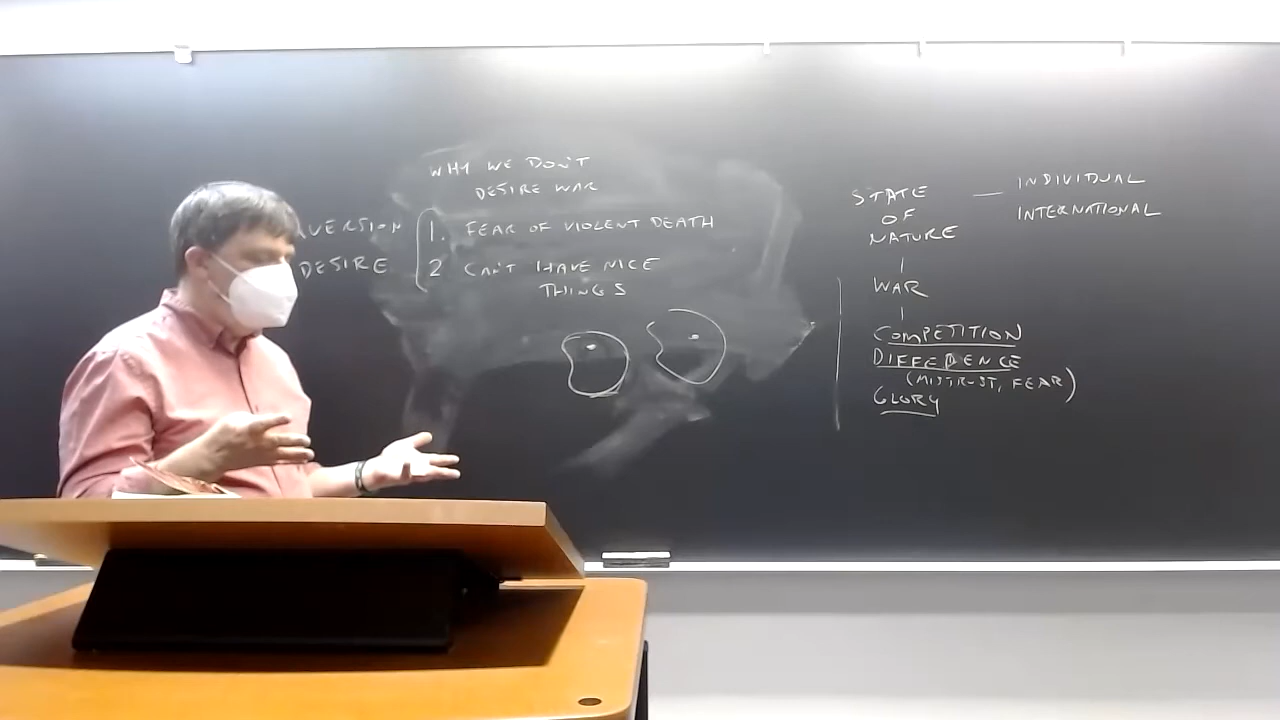 WHY WE DON'T
DESIRE WAR
VERSION
1. FEAR OF VIOLENT DEATH
DESIRE
2 CAN'T HAVE NICE
THINGS
STATE
OF
NATURE
— INDIVIDUAL
INTERNATIONAL
WAR
COMPETITION
DIFFERENCE
(MISTRUST, FEAR)
GLORY